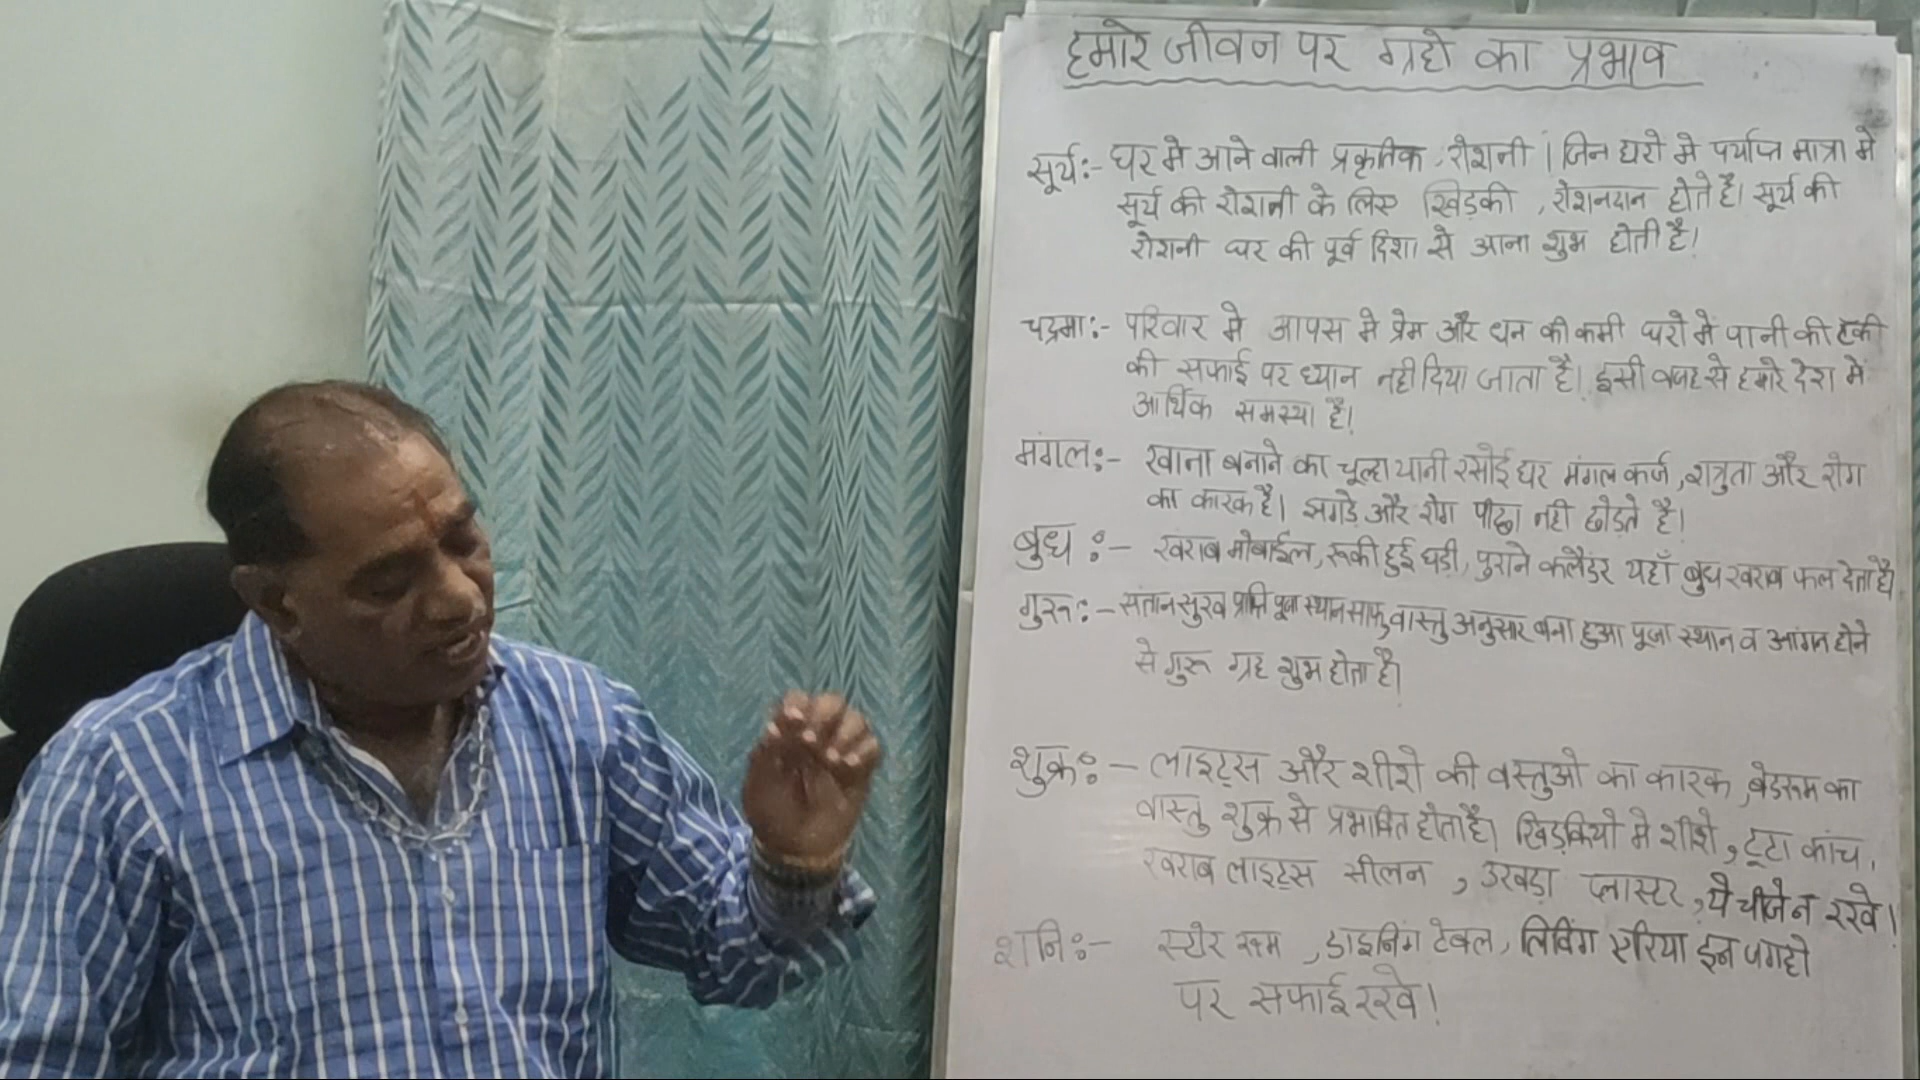 हमारे जीवन पर ग्रहो का प्रभाव
सूर्य:- घर मे आने वाली प्रकृतिक, रोशनी । जिन घरो मे पर्याप्त मात्रा मे
सूर्य की रोशनी के लिए खिड़की , रोशनदान होते है। सूर्य की
रोशनी घर की पूर्व दिशा से आना शुभ होती है।
चद्रमा:- परिवार मे आपस मे प्रेम और धन की कमी घरो मे पानी की टंकी
की सफाई पर ध्यान नही दिया जाता है। इसी वजह से हमारे देश में
आर्थिक समस्या है।
मंगल:- खाना बनाने का चूल्हा यानी रसोई घर मंगल कर्ज, शत्रुता और रोग
का कारक है। झगड़े और रोग पीछा नही छोड़ते है।
बुध :- खराब मोबाईल, रूकी हुई घड़ी, पुराने कलैंडर यहाँ बुध खराब फल देता है।
गुरू:- संतान सुख प्राप्ति पूजा स्थान साफ, वास्तु अनुसार बना हुआ पूजा स्थान व आंगन होने
से गुरू ग्रह शुभ होता है।
शुक्र:- लाइट्स और शीशे की वस्तुओ का कारक, बेडरूम का
वास्तु शुक्र से प्रभावित होता है। खिड़कियो मे शीशे, टूटा कांच,
खराब लाइट्स सीलन , उखड़ा प्लास्टर, ये चीजे न रखे।
शनि:- स्टोर रूम , डाइनिंग टेबल, लिविंग एरिया इन जगहो
पर सफाई रखे!